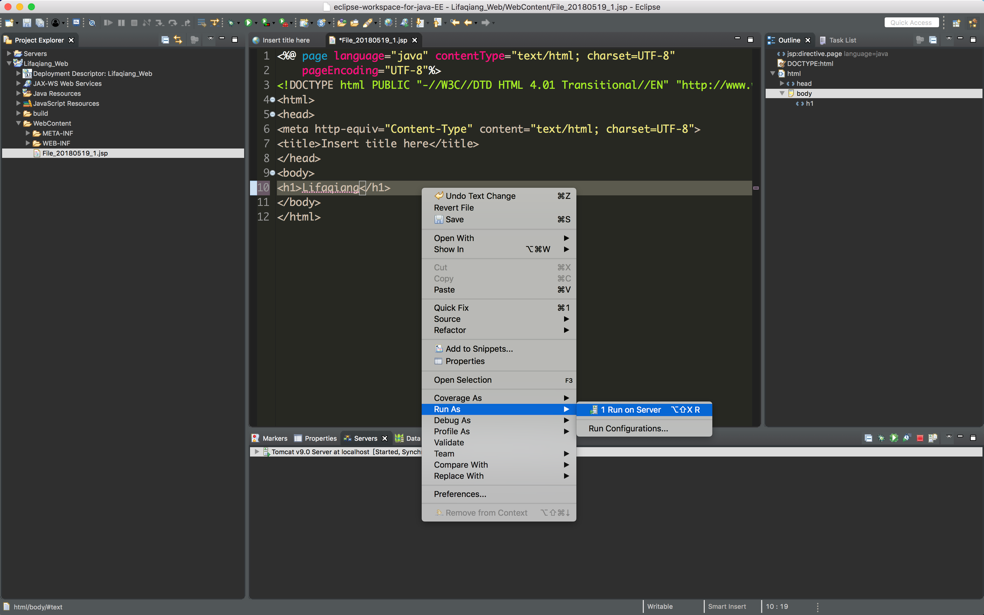 eclipse-workspace-for-java-EE - Lifaqiang_Web/WebContent/File_20180519_1.jsp - Eclipse
Quick Access
Project Explorer
Servers
Lifaqiang_Web
Deployment Descriptor: Lifaqiang_Web
JAX-WS Web Services
Java Resources
JavaScript Resources
build
WebContent
META-INF
WEB-INF
File_20180519_1.jsp
Insert title here
*File_20180519_1.jsp
1 <%@ page language="java" contentType="text/html; charset=UTF-8"
2 pageEncoding="UTF-8"%>
3 <!DOCTYPE html PUBLIC "-//W3C//DTD HTML 4.01 Transitional//EN" "http://www.
4 <html>
5 <head>
6 <meta http-equiv="Content-Type" content="text/html; charset=UTF-8">
7 <title>Insert title here</title>
8 </head>
9 <body>
10 <h1>Lifaqiang</h1>
11 </body>
12 </html>
Undo Text Change ⌘Z
Revert File
Save ⌘S
Open With
Show In ⌥⌘W
Cut ⌘X
Copy ⌘C
Paste ⌘V
Quick Fix ⌘1
Source
Refactor
Add to Snippets...
Properties
Open Selection F3
Coverage As
Run As
Debug As
Profile As
Validate
Team
Compare With
Replace With
Preferences...
Remove from Context ⌥⇧⌘↓
1 Run on Server ⌥⇧X R
Run Configurations...
Outline
Task List
jsp:directive.page language=java
DOCTYPE:html
html
head
body
h1
Markers
Properties
Servers
Data
Tomcat v9.0 Server at localhost [Started, Synch
html/body/#text
Writable
Smart Insert
10 : 19